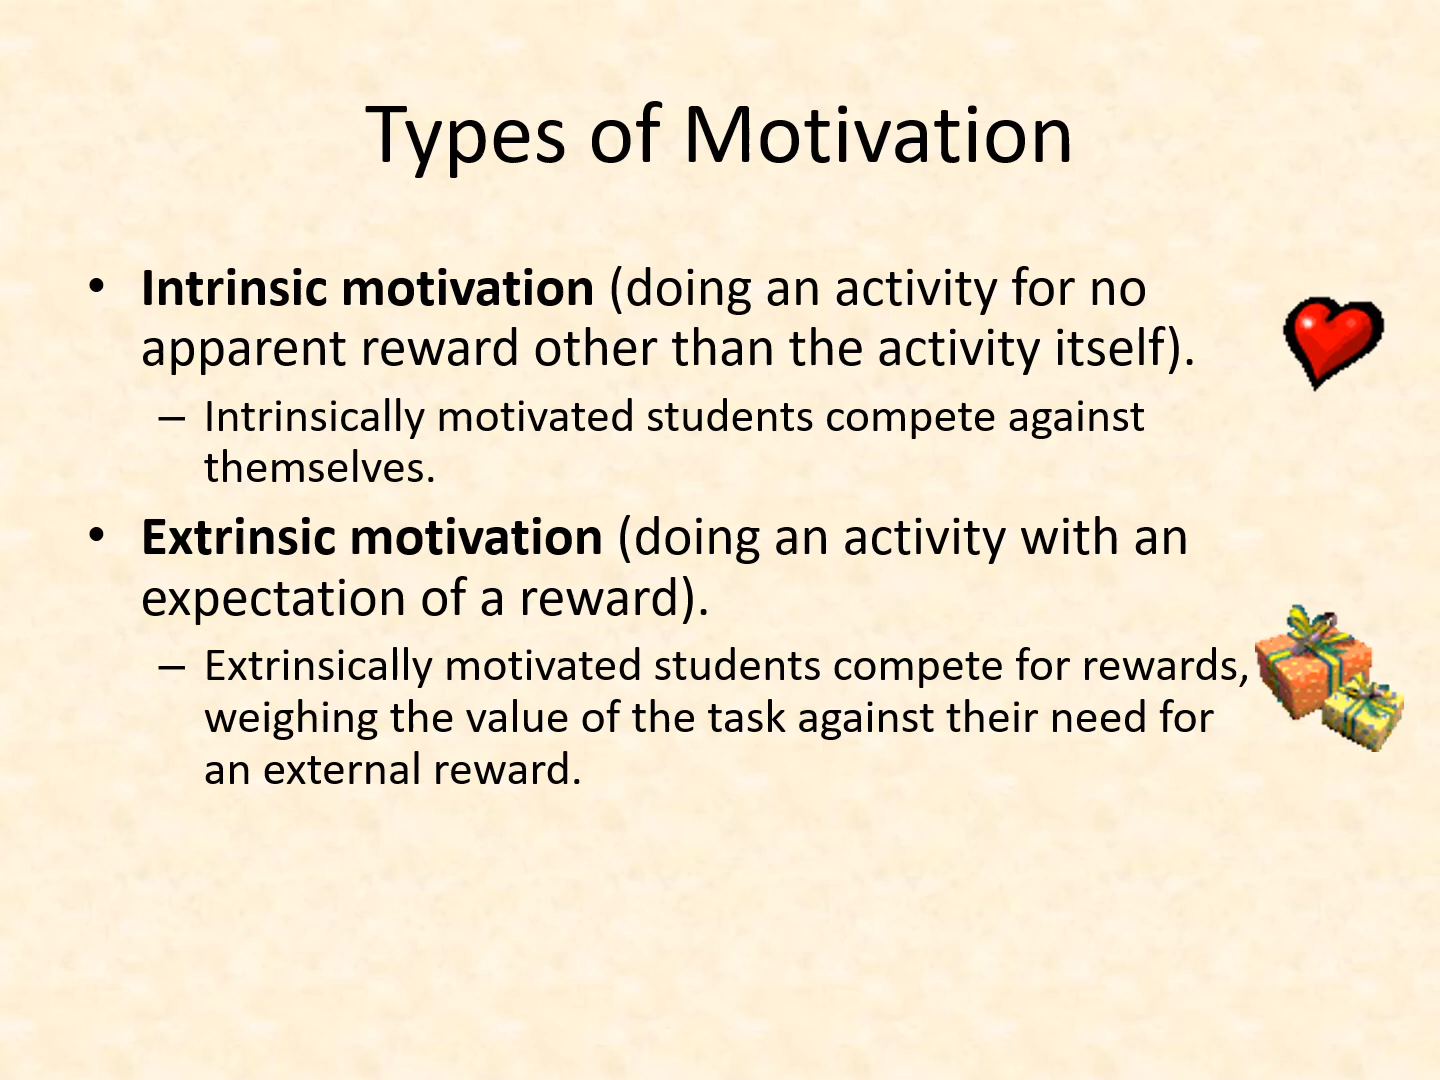 Types of Motivation
• Intrinsic motivation (doing an activity for no
apparent reward other than the activity itself).
– Intrinsically motivated students compete against
themselves.
• Extrinsic motivation (doing an activity with an
expectation of a reward).
– Extrinsically motivated students compete for rewards,
weighing the value of the task against their need for
an external reward.